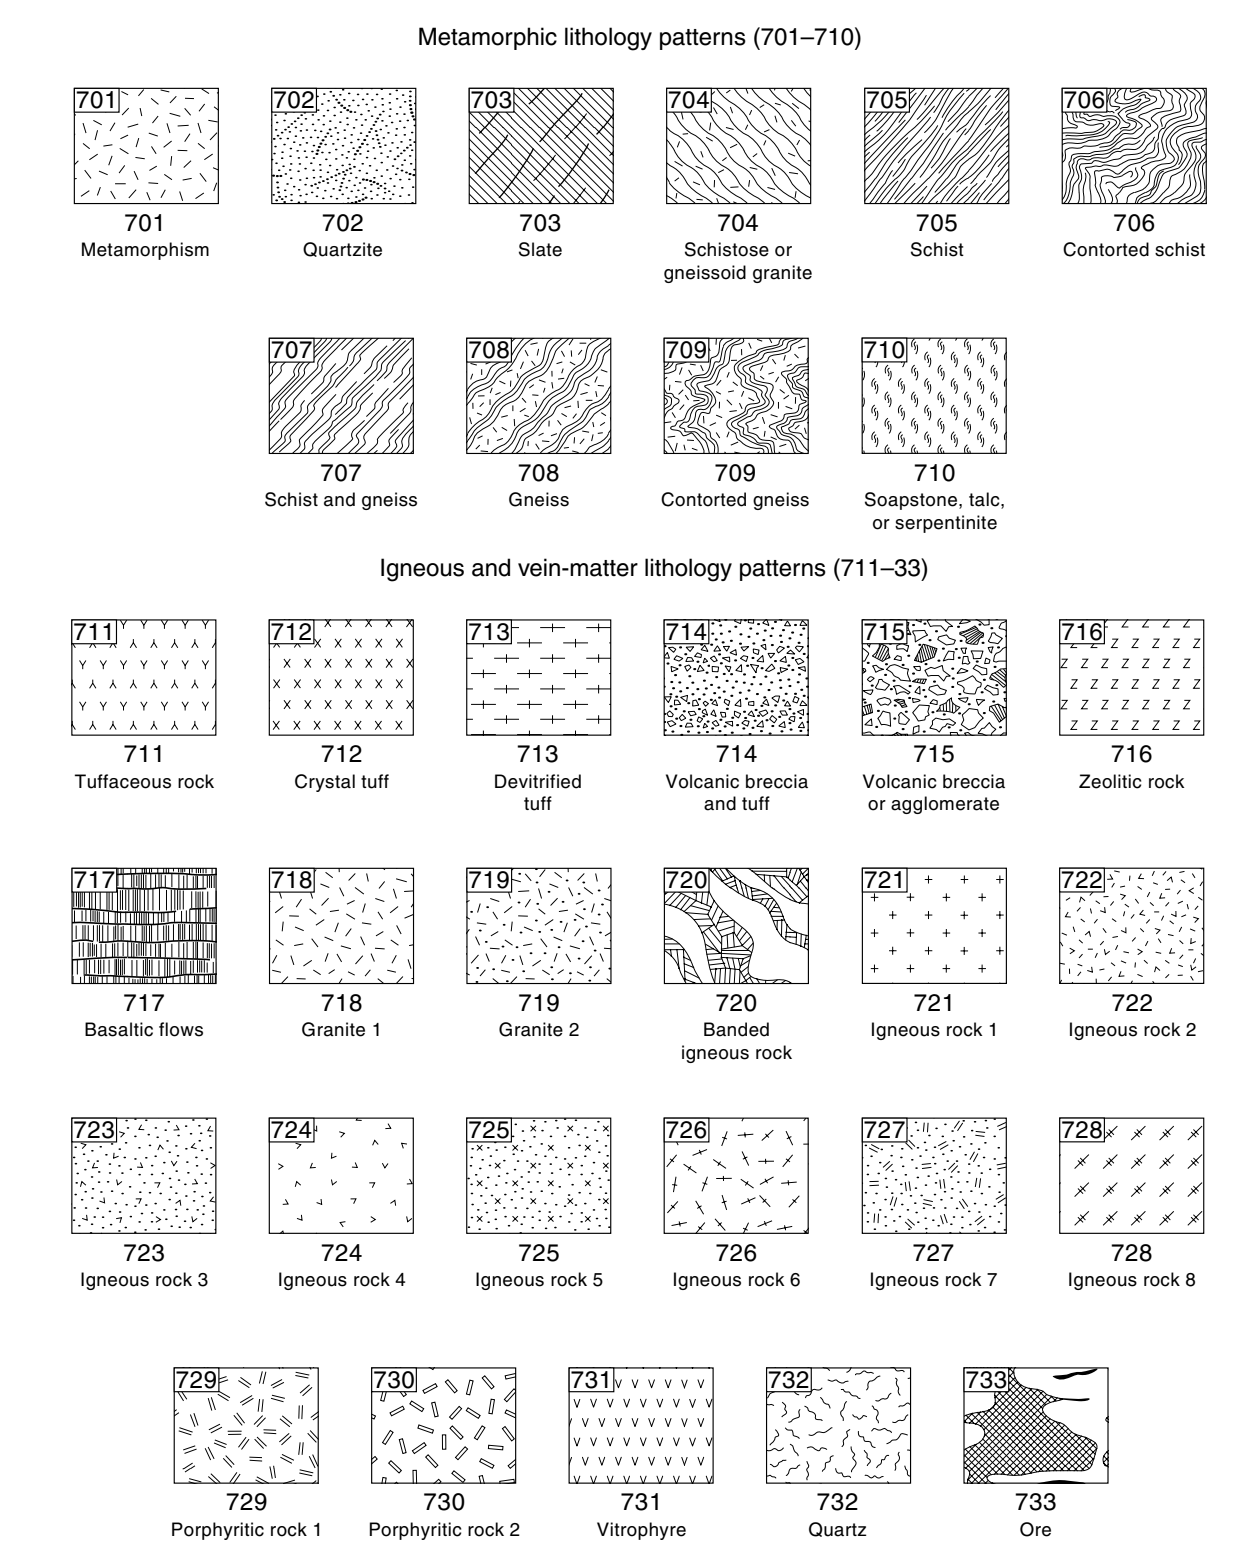 Metamorphic lithology patterns (701–710)
701 702 703 704 705 706
701 702 703 704 705 706
Metamorphism Quartzite Slate Schistose or Schist Contorted schist
gneissoid granite
707 708 709 710
707 708 709 710
Schist and gneiss Gneiss Contorted gneiss Soapstone, talc,
or serpentinite
Igneous and vein-matter lithology patterns (711–33)
711 712 713 714 715 716
711 712 713 714 715 716
Tuffaceous rock Crystal tuff Devitrified Volcanic breccia Volcanic breccia Zeolitic rock
tuff and tuff or agglomerate
717 718 719 720 721 722
717 718 719 720 721 722
Basaltic flows Granite 1 Granite 2 Banded Igneous rock 1 Igneous rock 2
igneous rock
723 724 725 726 727 728
723 724 725 726 727 728
Igneous rock 3 Igneous rock 4 Igneous rock 5 Igneous rock 6 Igneous rock 7 Igneous rock 8
729 730 731 732 733
729 730 731 732 733
Porphyritic rock 1 Porphyritic rock 2 Vitrophyre Quartz Ore